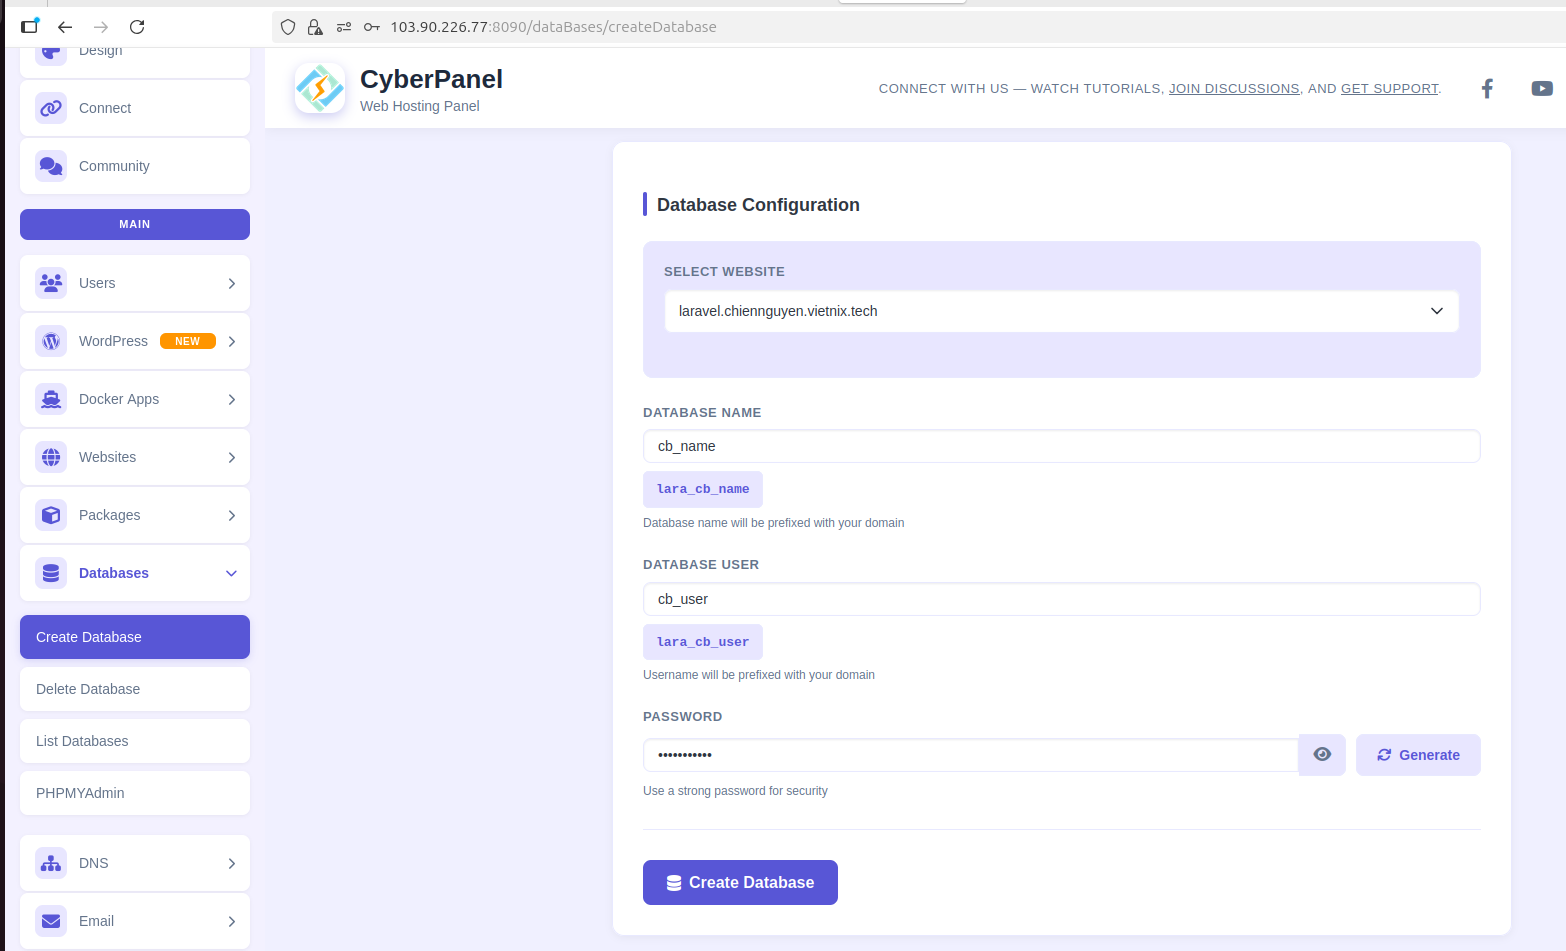 103.90.226.77:8090/dataBases/createDatabase
Design
Connect
Community
MAIN
Users
WordPress NEW
Docker Apps
Websites
Packages
Databases
Create Database
Delete Database
List Databases
PHPMYAdmin
DNS
Email
CyberPanel
Web Hosting Panel
CONNECT WITH US — WATCH TUTORIALS, JOIN DISCUSSIONS, AND GET SUPPORT.
Database Configuration
SELECT WEBSITE
laravel.chiennguyen.vietnix.tech
DATABASE NAME
cb_name
lara_cb_name
Database name will be prefixed with your domain
DATABASE USER
cb_user
lara_cb_user
Username will be prefixed with your domain
PASSWORD
•••••••••••
Generate
Use a strong password for security
Create Database